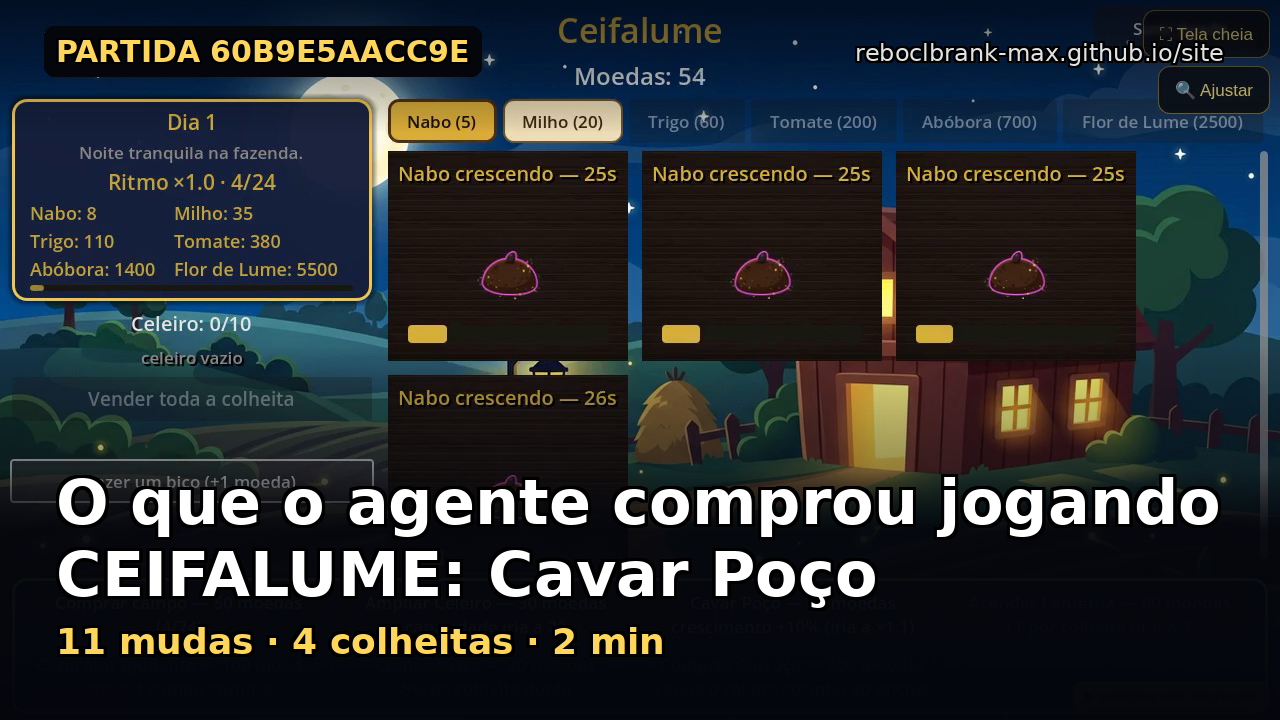 PARTIDA 60B9E5AACC9E
Ceifalume
reboclbrank-max.github.io/site
Tela cheia
Moedas: 54
Ajustar
Dia 1
Noite tranquila na fazenda.
Ritmo ×1.0 · 4/24
Nabo: 8 Milho: 35
Trigo: 110 Tomate: 380
Abóbora: 1400 Flor de Lume: 5500
Nabo (5) Milho (20) Trigo (60) Tomate (200) Abóbora (700) Flor de Lume (2500)
Nabo crescendo — 25s Nabo crescendo — 25s Nabo crescendo — 25s
Celeiro: 0/10
celeiro vazio
Vender toda a colheita
Nabo crescendo — 26s
um bico (+1 moeda)
O que o agente comprou jogando
CEIFALUME: Cavar Poço
11 mudas · 4 colheitas · 2 min